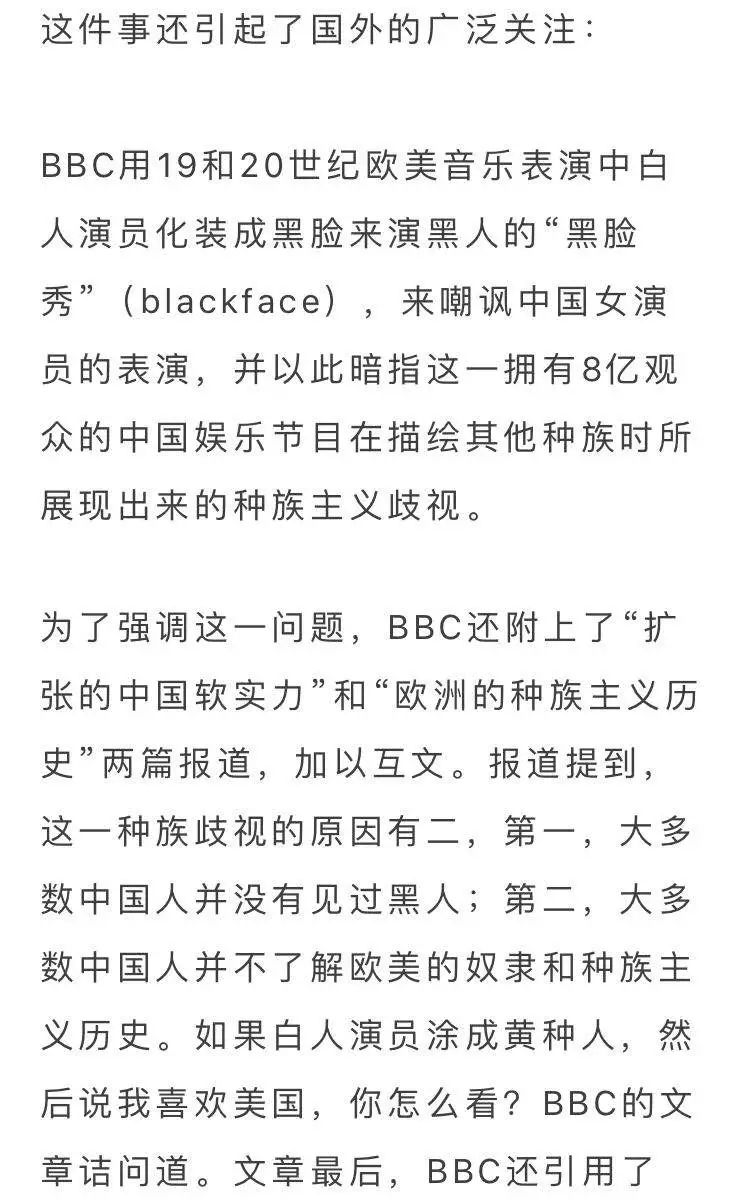 这件事还引起了国外的广泛关注：
BBC用19和20世纪欧美音乐表演中白
人演员化装成黑脸来演黑人的“黑脸
秀”（blackface），来嘲讽中国女演
员的表演，并以此暗指这一拥有8亿观
众的中国娱乐节目在描绘其他种族时所
展现出来的种族主义歧视。
为了强调这一问题，BBC还附上了“扩
张的中国软实力”和“欧洲的种族主义历
史”两篇报道，加以互文。报道提到，
这一种族歧视的原因有二，第一，大多
数中国人并没有见过黑人；第二，大多
数中国人并不了解欧美的奴隶和种族主
义历史。如果白人演员涂成黄种人，然
后说我喜欢美国，你怎么看？BBC的文
章诘问道。文章最后，BBC还引用了